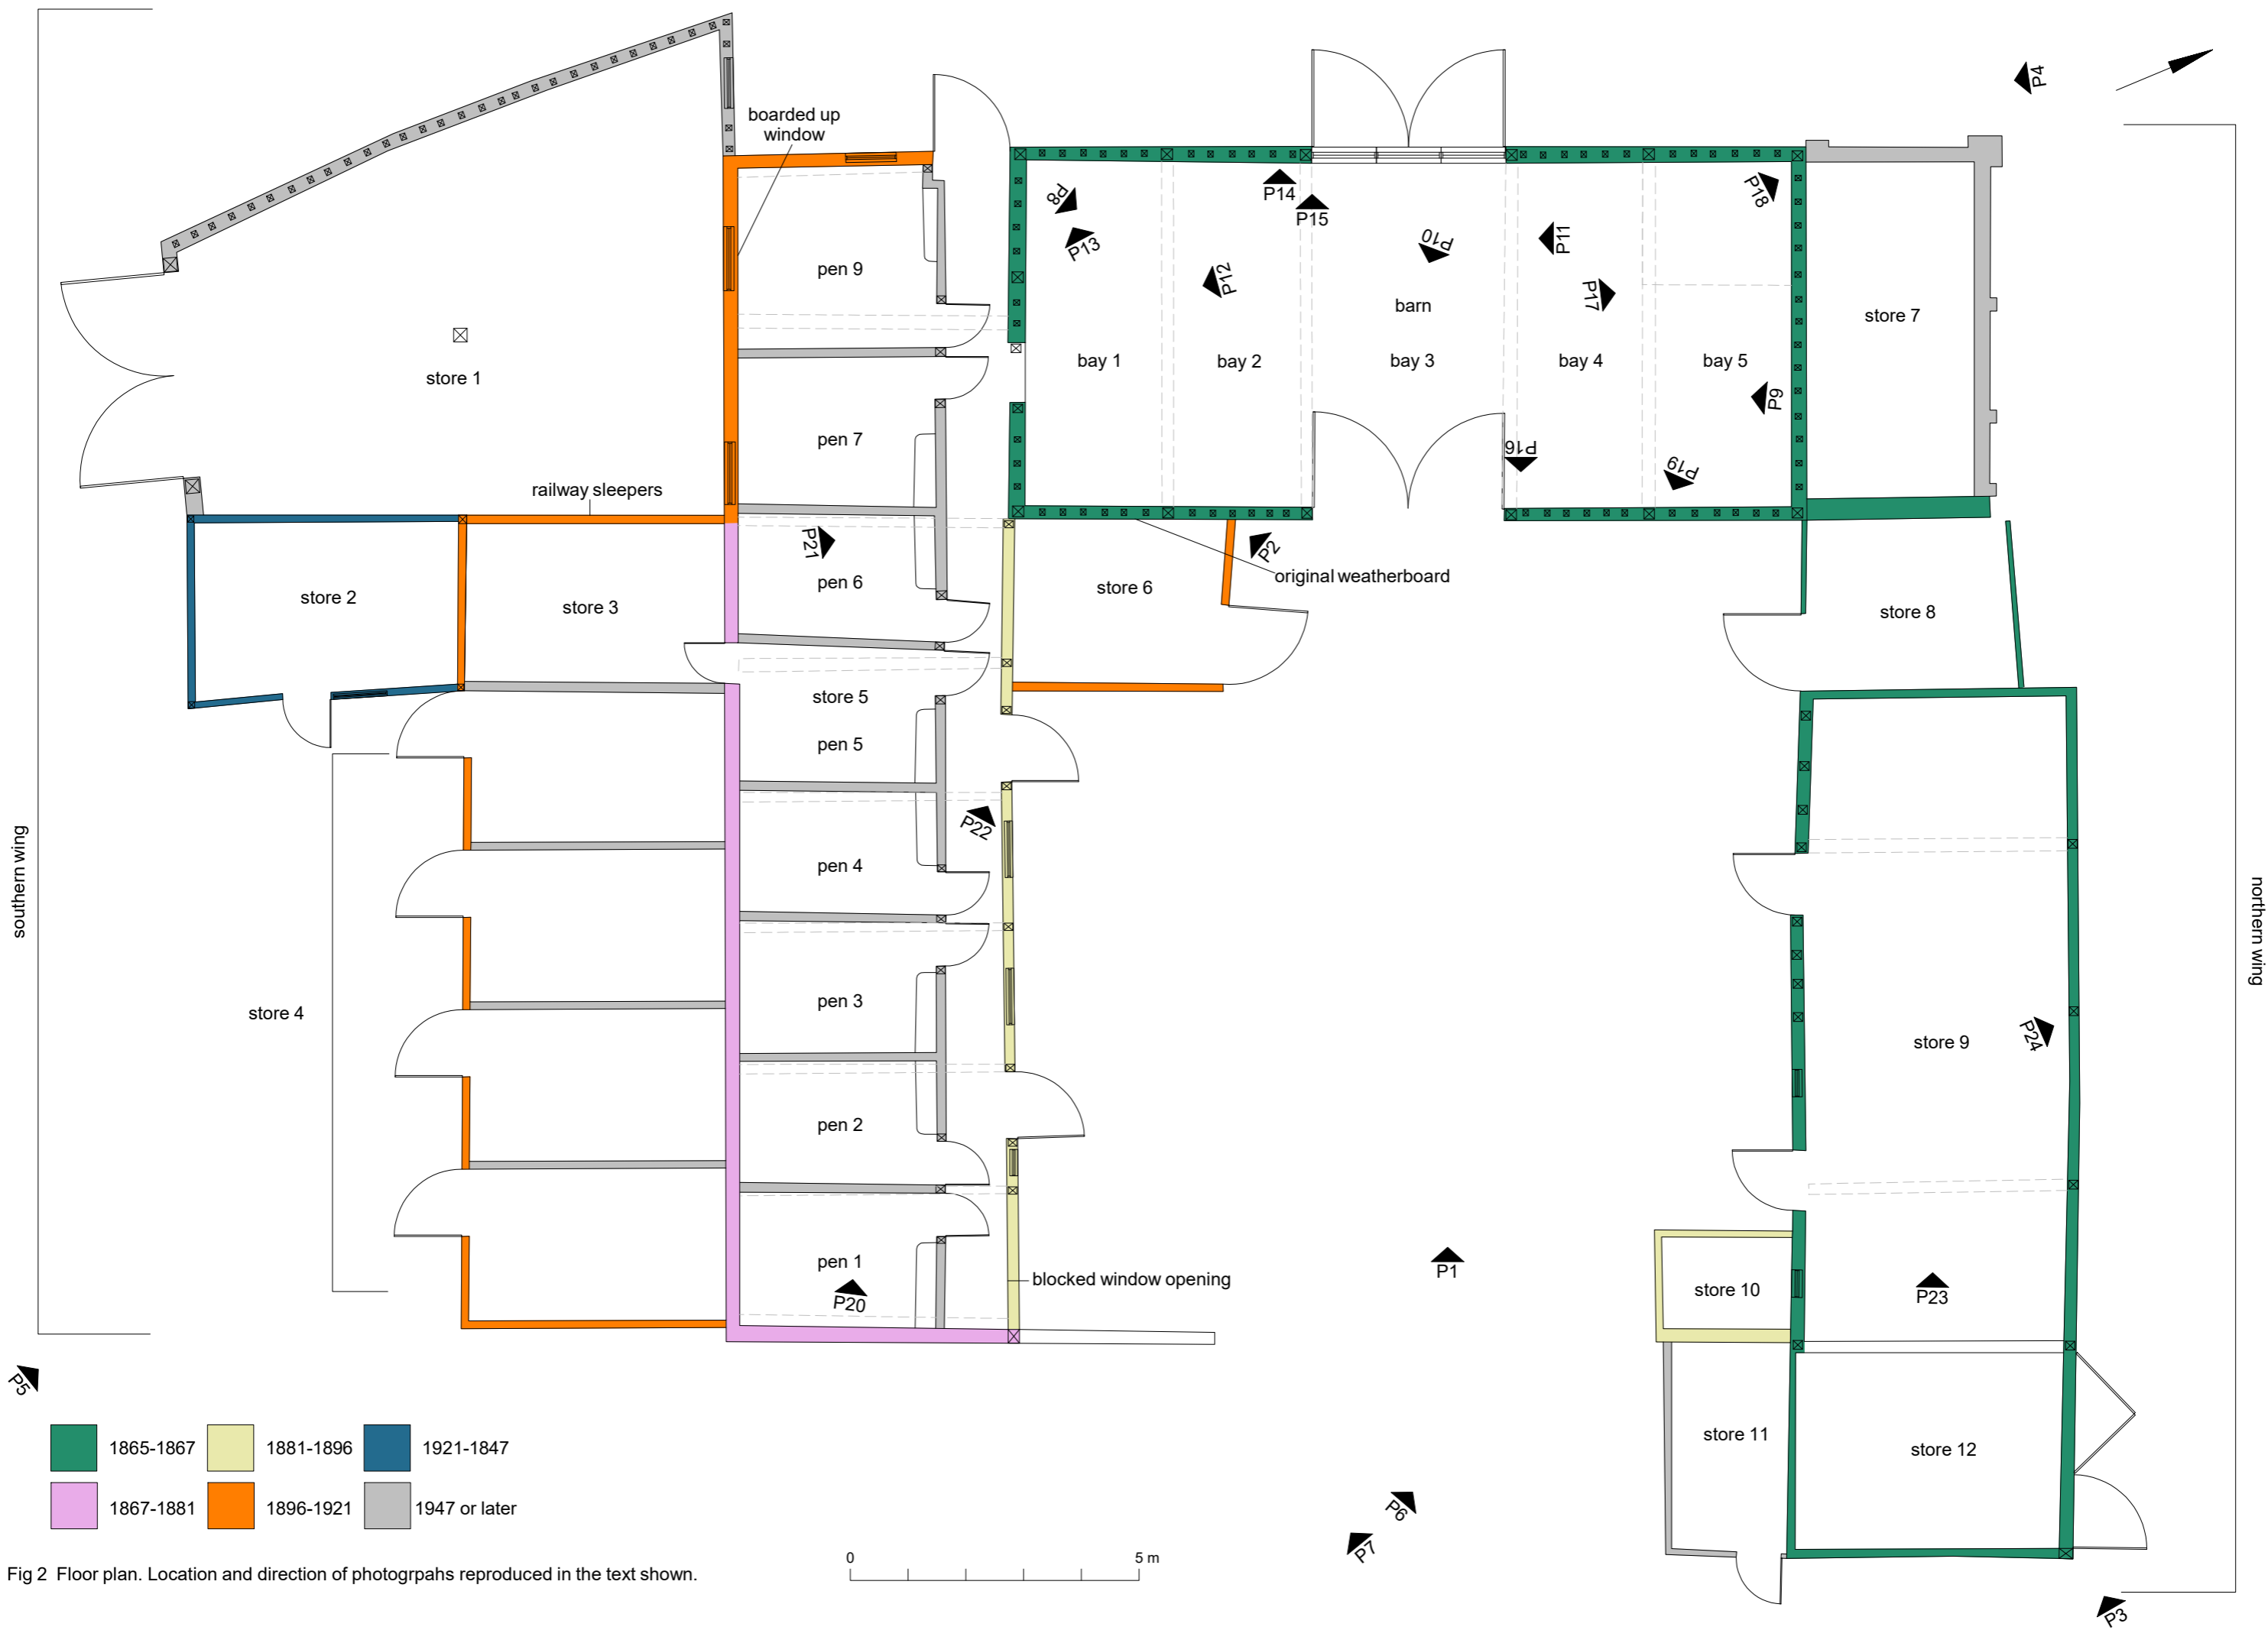 P4
boarded up
window
P8
P13
P14
P15
P18
P12
P10
P11
P17
pen 9
barn
store 7
bay 1
bay 2
bay 3
bay 4
bay 5
store 1
P9
pen 7
P16
P19
railway sleepers
P21
P2
original weatherboard
store 2
store 3
pen 6
store 6
store 8
store 5
pen 5
P22
southern wing
northern wing
pen 4
store 4
pen 3
store 9
P24
pen 2
pen 1
blocked window opening
P1
P20
store 10
P23
P5
store 11
store 12
1865-1867
1881-1896
1921-1847
1867-1881
1896-1921
1947 or later
P6
P7
0
5 m
Fig 2 Floor plan. Location and direction of photogrpahs reproduced in the text shown.
P3